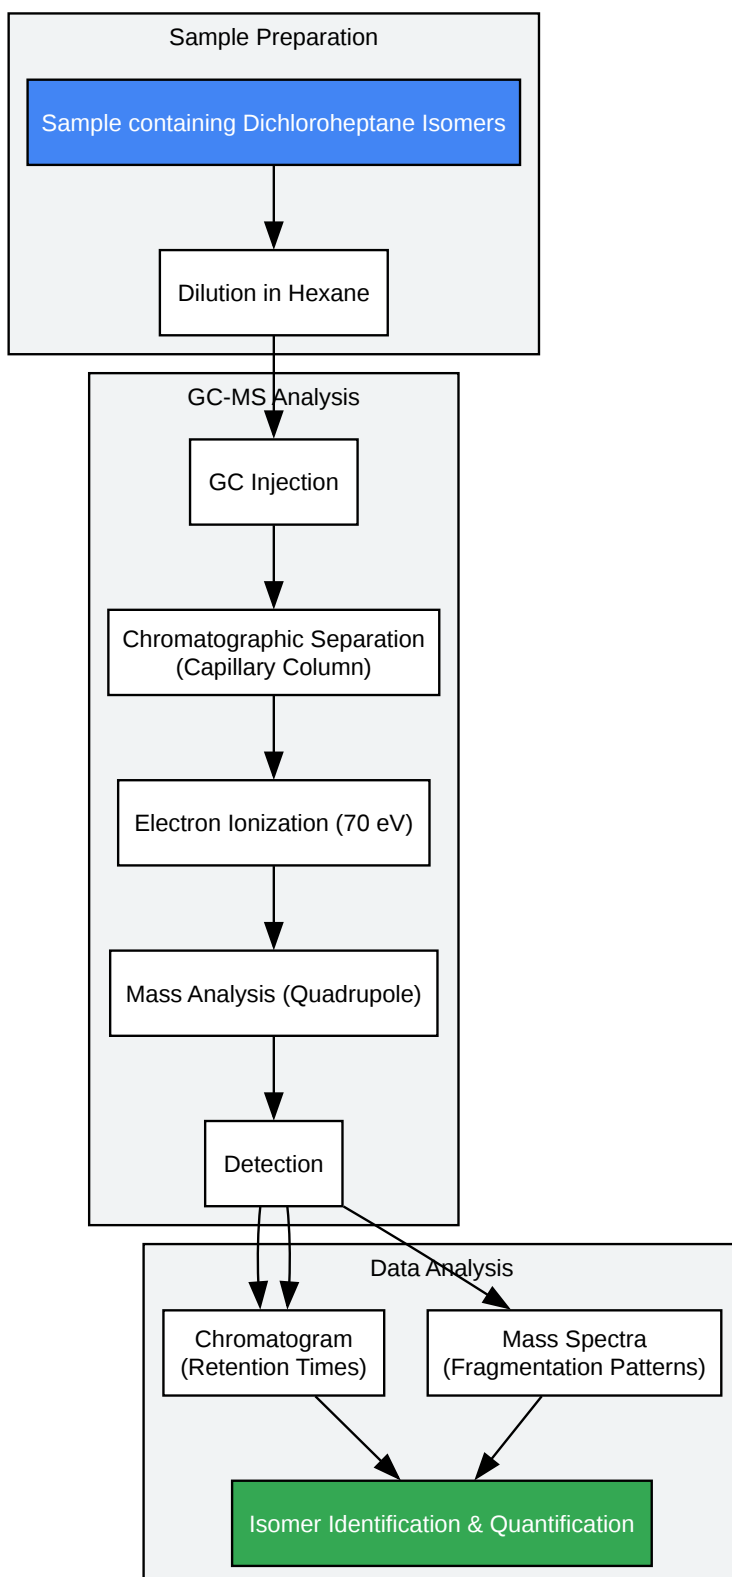 Sample Preparation
Sample containing Dichloroheptane Isomers
Dilution in Hexane
GC-MS Analysis
GC Injection
Chromatographic Separation
(Capillary Column)
Electron Ionization (70 eV)
Mass Analysis (Quadrupole)
Detection
Data Analysis
Chromatogram
(Retention Times)
Mass Spectra
(Fragmentation Patterns)
Isomer Identification & Quantification